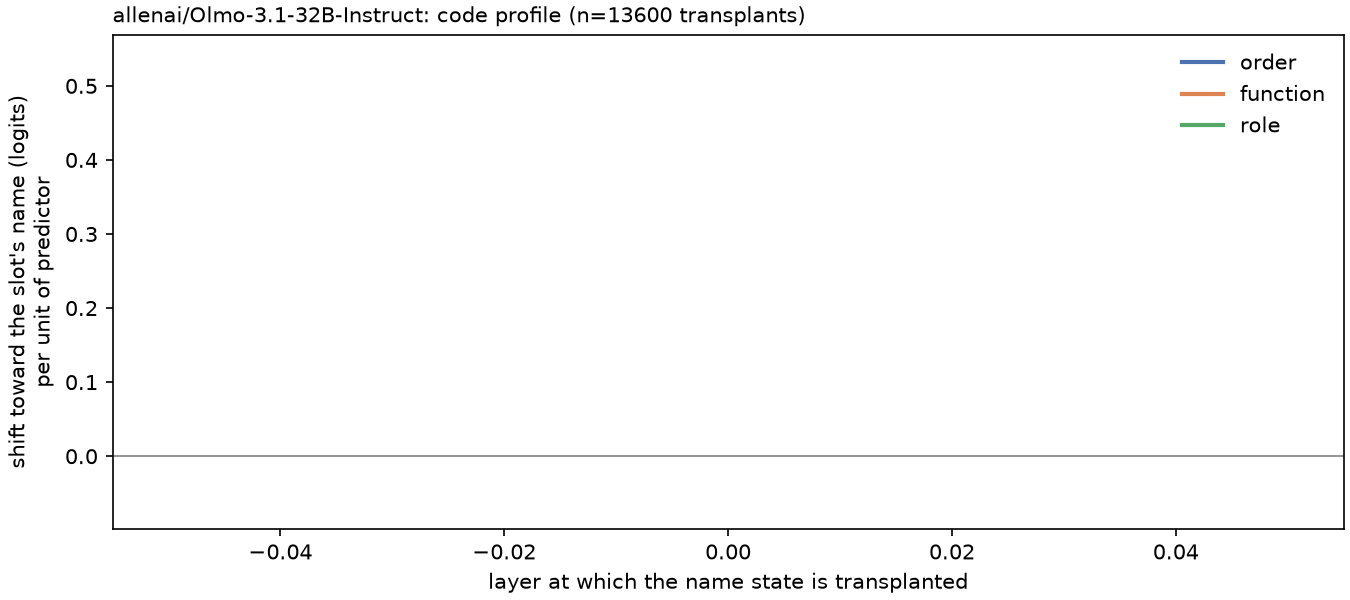 allenai/Olmo-3.1-32B-Instruct: code profile (n=13600 transplants)
order
function
role
shift toward the slot's name (logits)
per unit of predictor
0.5
0.4
0.3
0.2
0.1
0.0
−0.04
−0.02
0.00
0.02
0.04
layer at which the name state is transplanted